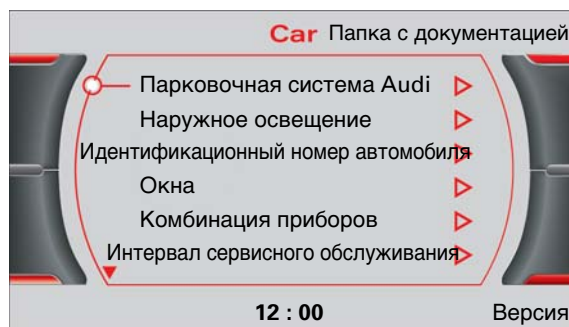 Car Папка с документацией
Парковочная система Audi
Наружное освещение
Идентификационный номер автомобиля
Окна
Комбинация приборов
Интервал сервисного обслуживания
12 : 00 Версия